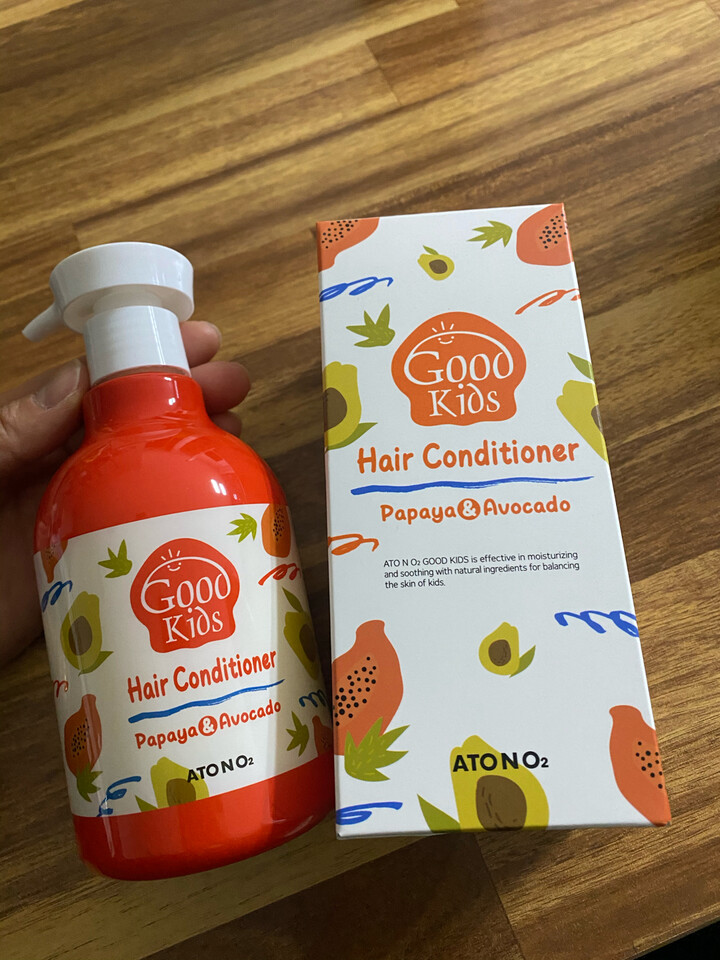 Good
Kids
Hair Conditioner
Papaya & Avocado
ATO N O₂
Good
Kids
Hair Conditioner
Papaya & Avocado
ATO N O₂ GOOD KIDS is effective in moisturizing
and soothing with natural ingredients for balancing
the skin of kids.
ATO N O₂